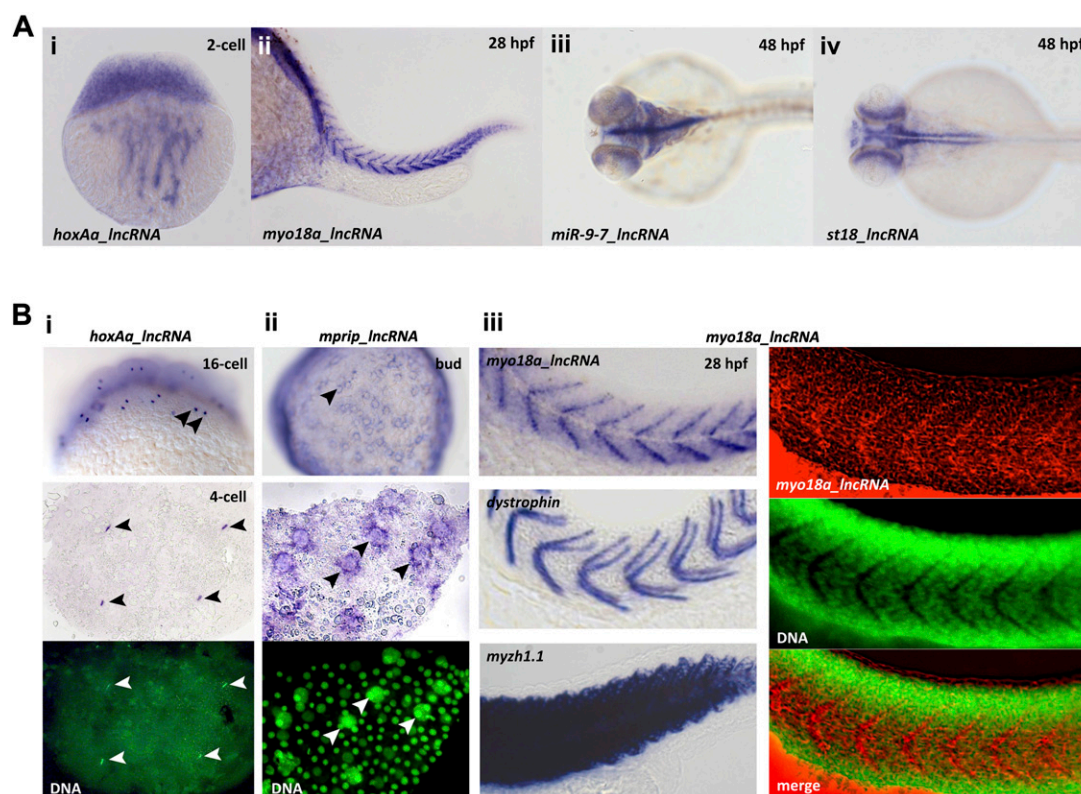 A
i
2-cell
hoxAa_lncRNA
ii
28 hpf
myo18a_lncRNA
iii
48 hpf
miR-9-7_lncRNA
iv
48 hpf
st18_lncRNA
B
i
hoxAa_lncRNA
16-cell
4-cell
DNA
ii
mprip_lncRNA
bud
DNA
iii
myo18a_lncRNA
myo18a_lncRNA
28 hpf
dystrophin
myzh1.1
myo18a_lncRNA
DNA
merge